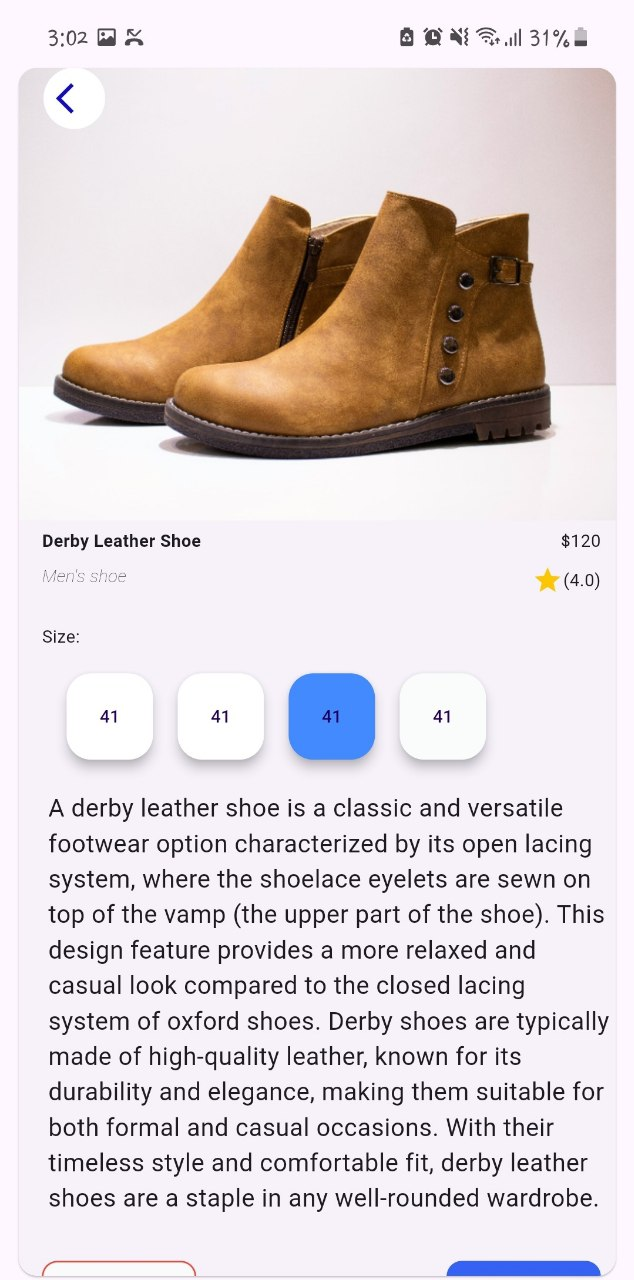 3:02 31%
Derby Leather Shoe $120
Men's shoe (4.0)
Size:
41 41 41 41
A derby leather shoe is a classic and versatile
footwear option characterized by its open lacing
system, where the shoelace eyelets are sewn on
top of the vamp (the upper part of the shoe). This
design feature provides a more relaxed and
casual look compared to the closed lacing
system of oxford shoes. Derby shoes are typically
made of high-quality leather, known for its
durability and elegance, making them suitable for
both formal and casual occasions. With their
timeless style and comfortable fit, derby leather
shoes are a staple in any well-rounded wardrobe.